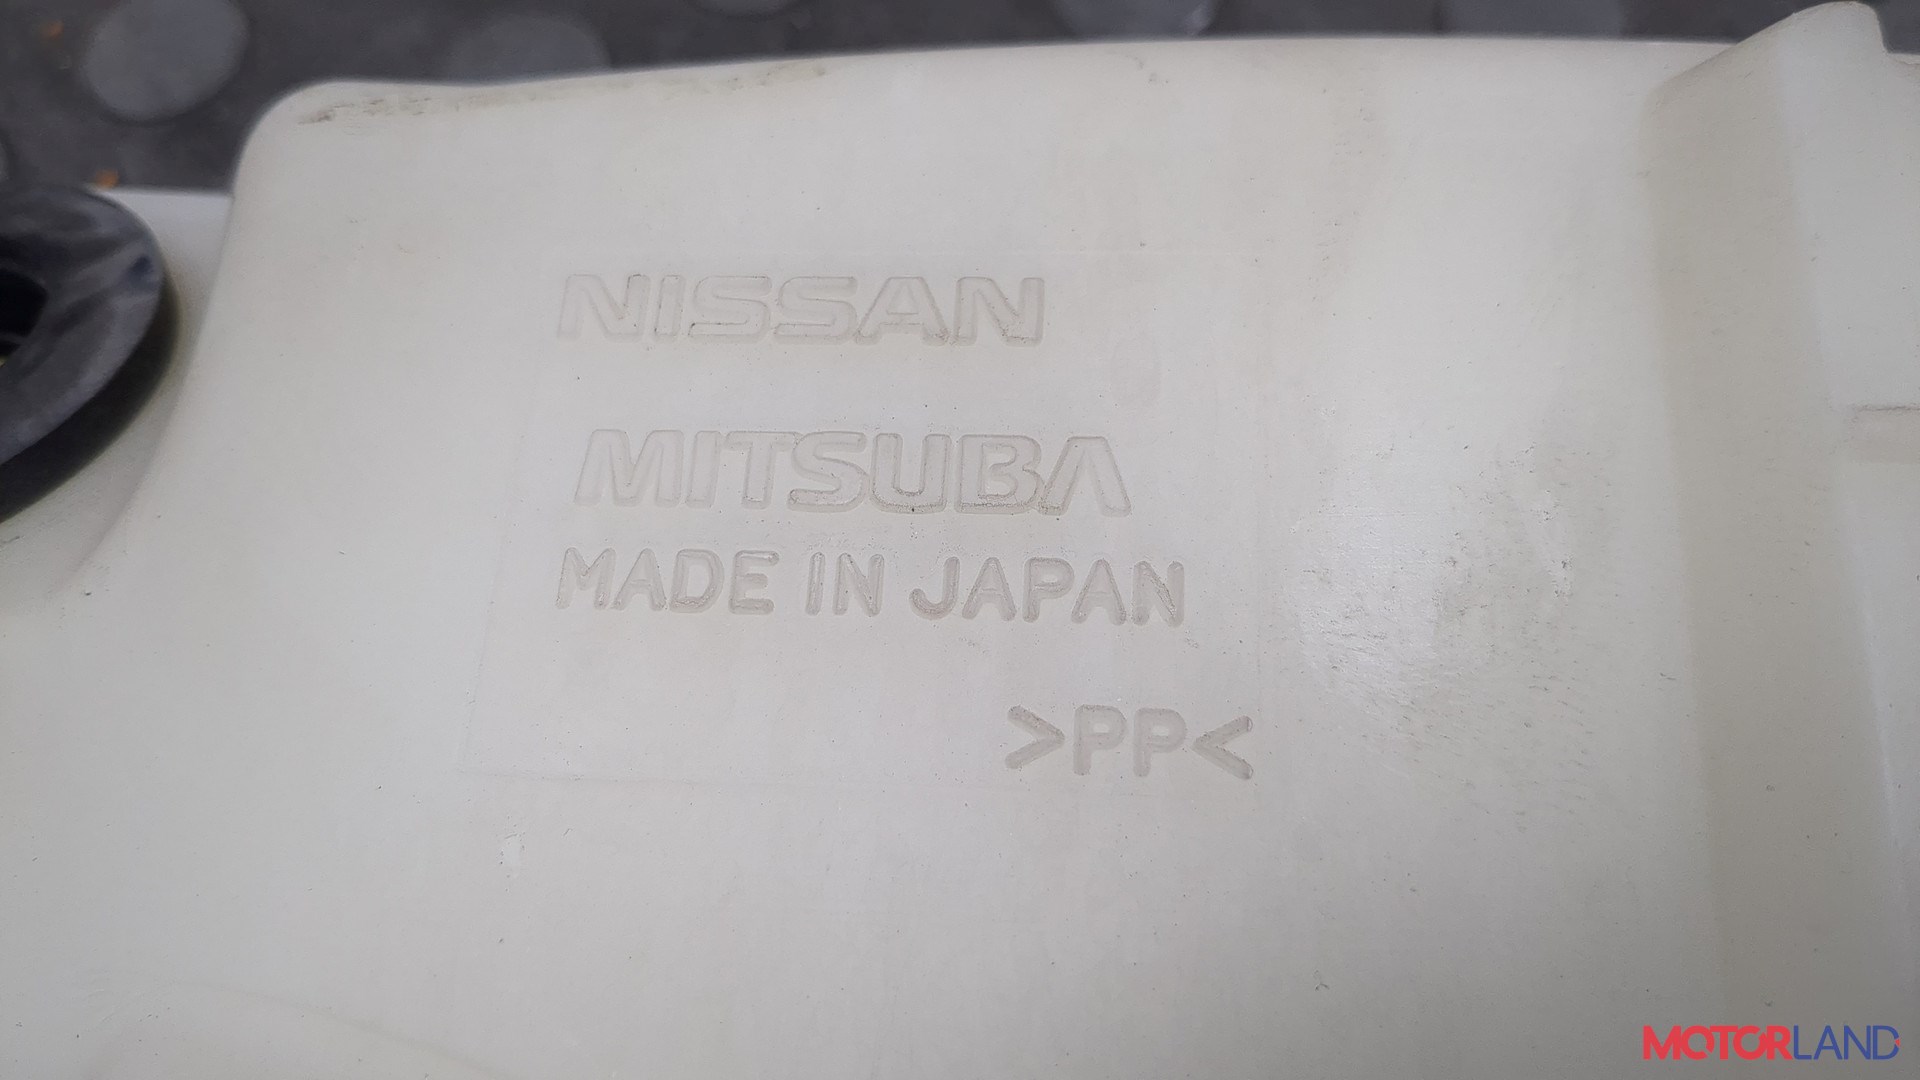 NISSAN
MITSUBA
MADE IN JAPAN
>PP<
MOTORLAND